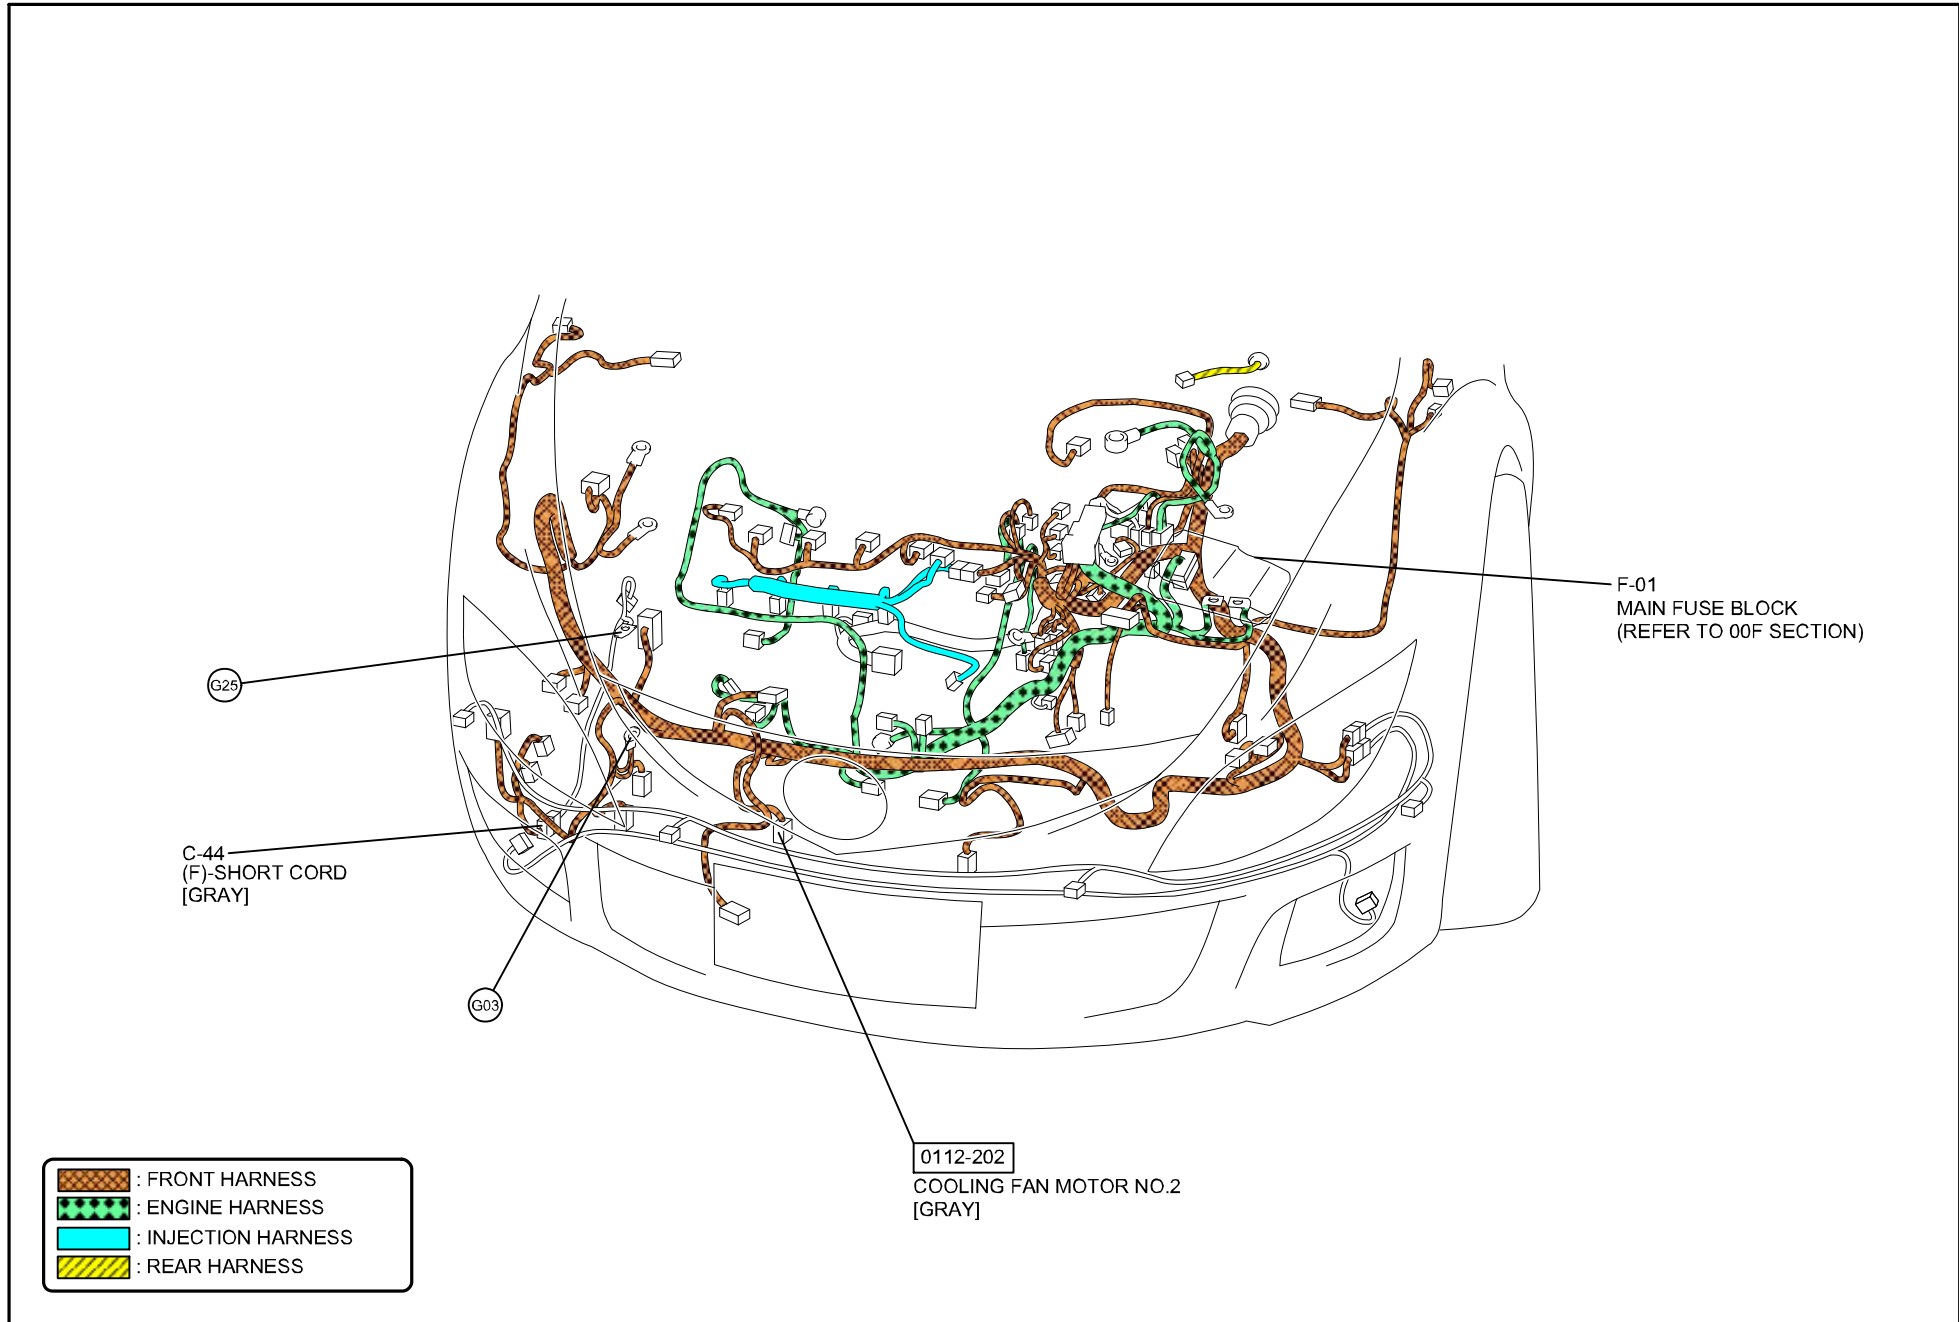 F-01
MAIN FUSE BLOCK
(REFER TO 00F SECTION)
G25
C-44
(F)-SHORT CORD
[GRAY]
G03
0112-202
COOLING FAN MOTOR NO.2
[GRAY]
: FRONT HARNESS
: ENGINE HARNESS
: INJECTION HARNESS
: REAR HARNESS